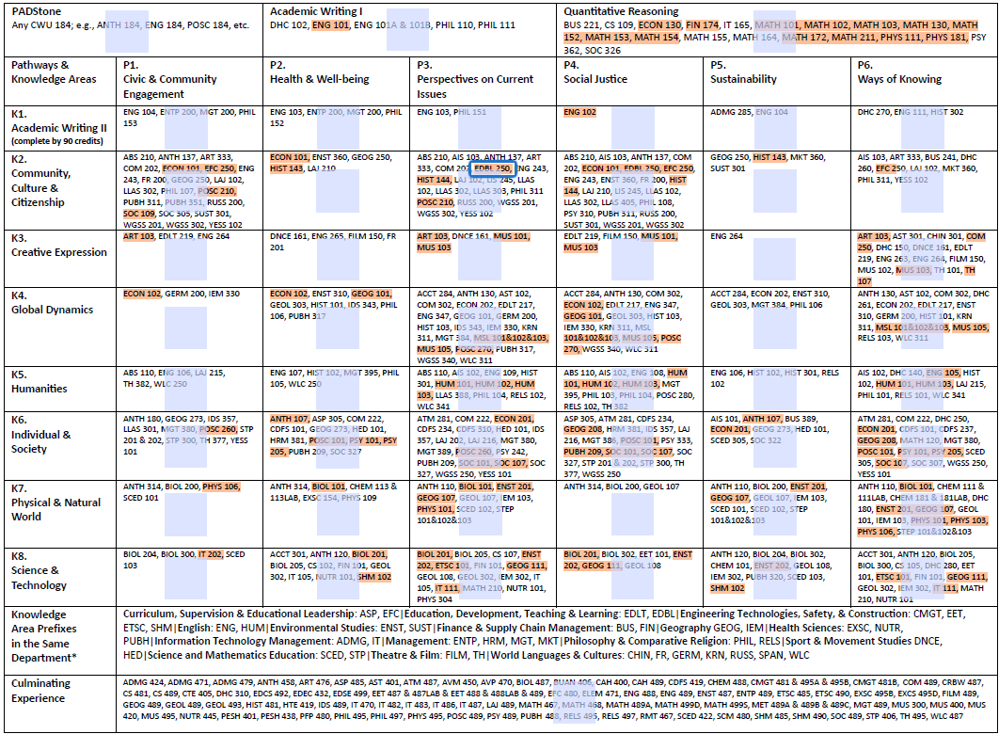 PADStone
Any CWU 184; e.g., ANTH 184, ENG 184, POSC 184, etc.
Academic Writing I
DHC 102, ENG 101, ENG 101A & 101B, PHIL 110, PHIL 111
Quantitative Reasoning
BUS 221, CS 109, ECON 130, FIN 174, IT 165, MATH 101, MATH 102, MATH 103, MATH 130, MATH
152, MATH 153, MATH 154, MATH 155, MATH 164, MATH 172, MATH 211, PHYS 111, PHYS 181, PSY
362, SOC 326
Pathways &
Knowledge Areas
P1.
Civic & Community
Engagement
P2.
Health & Well-being
P3.
Perspectives on Current
Issues
P4.
Social Justice
P5.
Sustainability
P6.
Ways of Knowing
K1.
Academic Writing II
(complete by 90 credits)
ENG 104, ENTP 200, MGT 200, PHIL
153
ENG 103, ENTP 200, MGT 200, PHIL
152
ENG 103, PHIL 151
ENG 102
ADMG 285, ENG 104
DHC 270, ENG 111, HIST 302
K2.
Community,
Culture &
Citizenship
ABS 210, ANTH 137, ART 333,
COM 202, ECON 101, EFC 250, ENG
243, FR 200, GEOG 250, LAJ 102,
LLAS 302, PHIL 107, POSC 210,
PUBH 311, PUBH 351, RUSS 200,
SOC 109, SOC 305, SUST 301,
WGSS 201, WGSS 302, YESS 102
ECON 101, ENST 360, GEOG 250,
HIST 143, LAJ 210
ABS 210, AIS 103, ANTH 137, ART
333, COM 202, EDBL 250, ENG 243,
HIST 144, LAJ 102, LIS 245, LLAS
102, LLAS 302, LLAS 303, PHIL 311
POSC 210, RUSS 200, WGSS 201,
WGSS 302, YESS 102
ABS 210, AIS 103, ANTH 137, COM
202, ECON 101, EDBL 250, EFC 250,
ENG 243, ENST 360, FR 200, HIST
144, LAJ 210, LIS 245, LLAS 102,
LLAS 302, LLAS 405, PHIL 108,
PSY 310, PUBH 311, RUSS 200,
SUST 301, WGSS 201, WGSS 302
GEOG 250, HIST 143, MKT 360,
SUST 301
AIS 103, ART 333, BUS 241, DHC
260, EFC 250, LAJ 102, MKT 360,
PHIL 311, YESS 102
K3.
Creative Expression
ART 103, EDLT 219, ENG 264
DNCE 161, ENG 265, FILM 150, FR
201
ART 103, DNCE 161, MUS 101,
MUS 103
EDLT 219, FILM 150, MUS 101,
MUS 103
ENG 264
ART 103, AST 301, CHIN 301, COM
250, DHC 150, DNCE 161, EDLT
219, ENG 263, ENG 264, FILM 150,
MUS 102, MUS 103, TH 101, TH
107
K4.
Global Dynamics
ECON 102, GERM 200, IEM 330
ECON 102, ENST 310, GEOG 101,
GEOL 303, HIST 101, IDS 343, PHIL
106, PUBH 317
ACCT 284, ANTH 130, AST 102,
COM 302, ECON 202, EDLT 217,
ENG 347, GEOG 101, GERM 200,
HIST 103, IDS 343, IEM 330, KRN
311, MGT 384, MSL 101&102&103,
MUS 105, POSC 270, PUBH 317,
WGSS 340, WLC 311
ACCT 284, ANTH 130, COM 302,
ECON 102, EDLT 217, ENG 347,
GEOG 101, GEOL 303, HIST 103,
IEM 330, KRN 311, MSL
101&102&103, MUS 105, POSC
270, WGSS 340, WLC 311
ACCT 284, ECON 202, ENST 310,
GEOL 303, MGT 384, PHIL 106
ANTH 130, AST 102, COM 302, DHC
261, ECON 202, EDLT 217, ENST
310, GERM 200, HIST 101, KRN
311, MSL 101&102&103, MUS 105,
RELS 103, WLC 311
K5.
Humanities
ABS 110, ENG 106, LAJ 215,
TH 382, WLC 250
ENG 107, HIST 102, MGT 395, PHIL
105, WLC 250
ABS 110, AIS 102, ENG 109, HIST
301, HUM 101, HUM 102, HUM
103, LLAS 388, PHIL 104, RELS 102,
WLC 341
ABS 110, AIS 102, ENG 108, HUM
101, HUM 102, HUM 103, MGT
395, PHIL 103, PHIL 104, POSC 280,
RELS 102, TH 382
ENG 106, HIST 102, HIST 301, RELS
102
AIS 102, DHC 140, ENG 105, HIST
102, HUM 101, HUM 103, LAJ 215,
PHIL 101, RELS 101, WLC 341
K6.
Individual &
Society
ANTH 180, GEOG 273, IDS 357,
LLAS 301, MGT 380, POSC 260, STP
201 & 202, STP 300, TH 377, YESS
101
ANTH 107, ASP 305, COM 222,
CDFS 101, GEOG 273, HED 101,
HRM 381, POSC 101, PSY 101, PSY
205, PUBH 209, SOC 327
ATM 281, COM 222, ECON 201,
CDFS 234, CDFS 310, HED 101, IDS
357, LAJ 202, LAJ 216, MGT 380,
MGT 389, POSC 260, PSY 242,
PUBH 209, SOC 101, SOC 107, SOC
327, WGSS 250, YESS 101
ASP 305, ATM 281, CDFS 234,
GEOG 208, HRM 381, IDS 357, LAJ
216, MGT 386, POSC 101, PSY 333,
PUBH 209, SOC 101, SOC 107, SOC
327, STP 201 & 202, STP 300, TH
377, WGSS 250
AIS 101, ANTH 107, BUS 389,
ECON 201, GEOG 273, HED 101,
SCED 305, SOC 322
ATM 281, COM 222, DHC 250,
ECON 201, CDFS 101, CDFS 237,
GEOG 208, MATH 120, MGT 380,
POSC 101, PSY 101, PSY 205, SCED
305, SOC 107, SOC 307, WGSS 250,
YESS 101
K7.
Physical & Natural
World
ANTH 314, BIOL 200, PHYS 106,
SCED 101
ANTH 314, BIOL 101, CHEM 113 &
113LAB, EXSC 154, PHYS 109
ANTH 110, BIOL 101, ENST 201,
GEOG 107, GEOL 107, IEM 103,
PHYS 101, SCED 102, STEP
101&102&103
ANTH 314, BIOL 200, GEOL 107
ANTH 110, BIOL 200, ENST 201,
GEOG 107, GEOL 107, IEM 103,
SCED 101, SCED 102, STEP
101&102&103
ANTH 110, BIOL 101, CHEM 111 &
111LAB, CHEM 181 & 181LAB, DHC
180, ENST 201, GEOG 107, GEOL
101, IEM 103, PHYS 101, PHYS 103,
PHYS 106, STEP 101&102&103
K8.
Science &
Technology
BIOL 204, BIOL 300, IT 202, SCED
103
ACCT 301, ANTH 120, BIOL 201,
BIOL 205, CS 102, FIN 101, GEOL
302, IT 105, NUTR 101, SHM 102
BIOL 201, BIOL 205, CS 107, ENST
202, ETSC 101, FIN 101, GEOG 111,
GEOL 108, GEOL 302, IEM 302, IT
105, IT 111, MATH 210, NUTR 101,
PHYS 304
BIOL 201, BIOL 302, EET 101, ENST
202, GEOG 111, GEOL 108
ANTH 120, BIOL 204, BIOL 302,
CHEM 101, ENST 202, GEOL 108,
IEM 302, PUBH 320, SCED 103,
SHM 102
ACCT 301, ANTH 120, BIOL 205,
BIOL 300, CS 105, DHC 280, EET
101, ETSC 101, FIN 101, GEOG 111,
GEOL 302, IEM 302, IT 111, MATH
210, NUTR 101
Knowledge
Area Prefixes
in the Same
Department*
Curriculum, Supervision & Educational Leadership: ASP, EFC|Education, Development, Teaching & Learning: EDLT, EDBL|Engineering Technologies, Safety, & Construction: CMGT, EET,
ETSC, SHM|English: ENG, HUM|Environmental Studies: ENST, SUST|Finance & Supply Chain Management: BUS, FIN|Geography GEOG, IEM|Health Sciences: EXSC, NUTR,
PUBH|Information Technology Management: ADMG, IT|Management: ENTP, HRM, MGT, MKT|Philosophy & Comparative Religion: PHIL, RELS|Sport & Movement Studies DNCE,
HED|Science and Mathematics Education: SCED, STP|Theatre & Film: FILM, TH|World Languages & Cultures: CHIN, FR, GERM, KRN, RUSS, SPAN, WLC
Culminating
Experience
ADMG 424, ADMG 471, ADMG 479, ANTH 458, ART 476, ASP 485, AST 401, ATM 487, AVM 450, AVP 470, BIOL 487, BUAN 406, CAH 400, CAH 489, CDFS 419, CHEM 488, CMGT 481 & 495A & 495B, CMGT 481B, COM 489, CRBW 487,
CS 481, CS 489, CTE 405, DHC 310, EDCS 492, EDEC 432, EDSE 499, EET 487 & 487LAB & EET 488 & 488LAB & 489, EFC 480, ELEM 471, ENG 488, ENG 489, ENST 487, ENTP 489, ETSC 485, ETSC 490, EXSC 495B, EXCS 495D, FILM 489,
GEOG 489, GEOL 489, GEOL 493, HIST 481, HTE 419, IDS 489, IT 470, IT 482, IT 483, IT 486, IT 487, LAJ 489, MATH 467, MATH 468, MATH 489A, MATH 499D, MATH 499S, MET 489A & 489B & 489C, MGT 489, MUS 300, MUS 400, MUS
420, MUS 495, NUTR 445, PESH 401, PESH 438, PFP 480, PHIL 495, PHIL 497, PHYS 495, POSC 489, PSY 489, PUBH 488, RELS 495, RELS 497, RMT 467, SCED 422, SCM 480, SHM 485, SHM 490, SOC 489, STP 406, TH 495, WLC 487